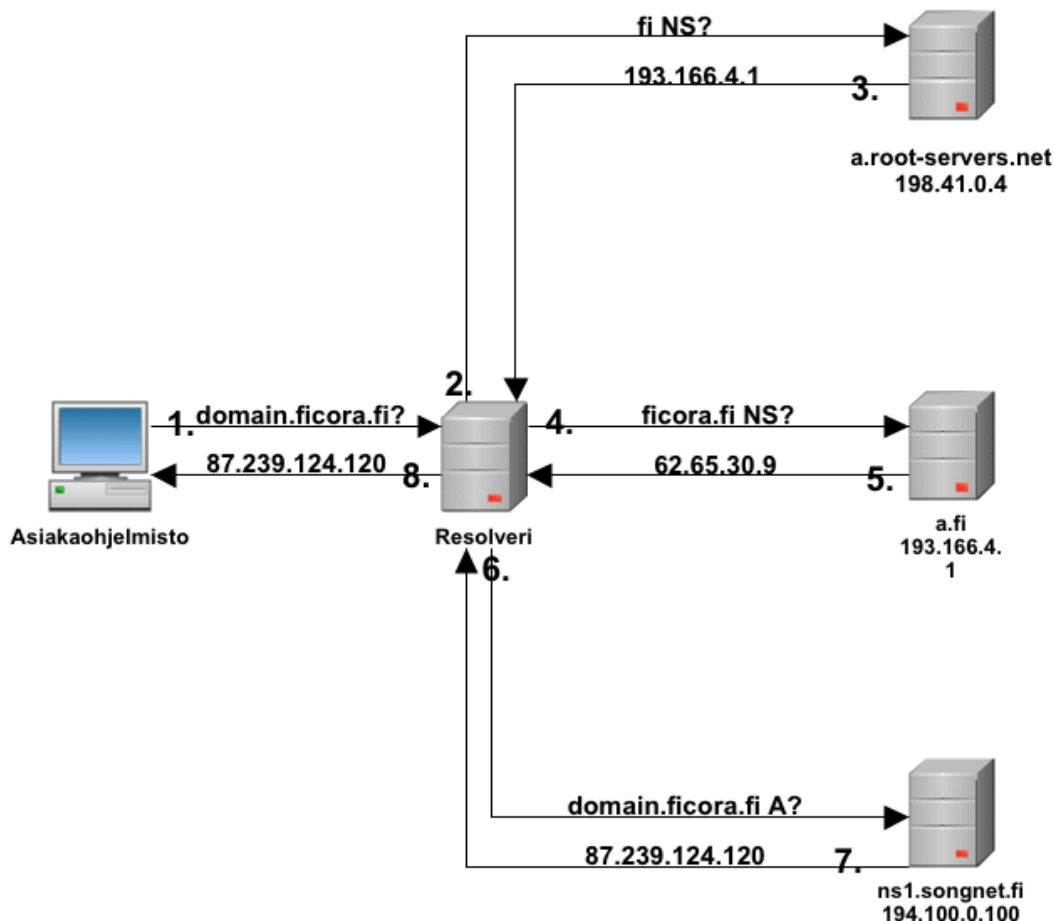 fi NS?
193.166.4.1
3.
a.root-servers.net
198.41.0.4
2.
1.
domain.ficora.fi?
4.
ficora.fi NS?
87.239.124.120
8.
62.65.30.9
5.
Asiakaohjelmisto
Resolveri
a.fi
193.166.4.
1
6.
domain.ficora.fi A?
87.239.124.120
7.
ns1.songnet.fi
194.100.0.100